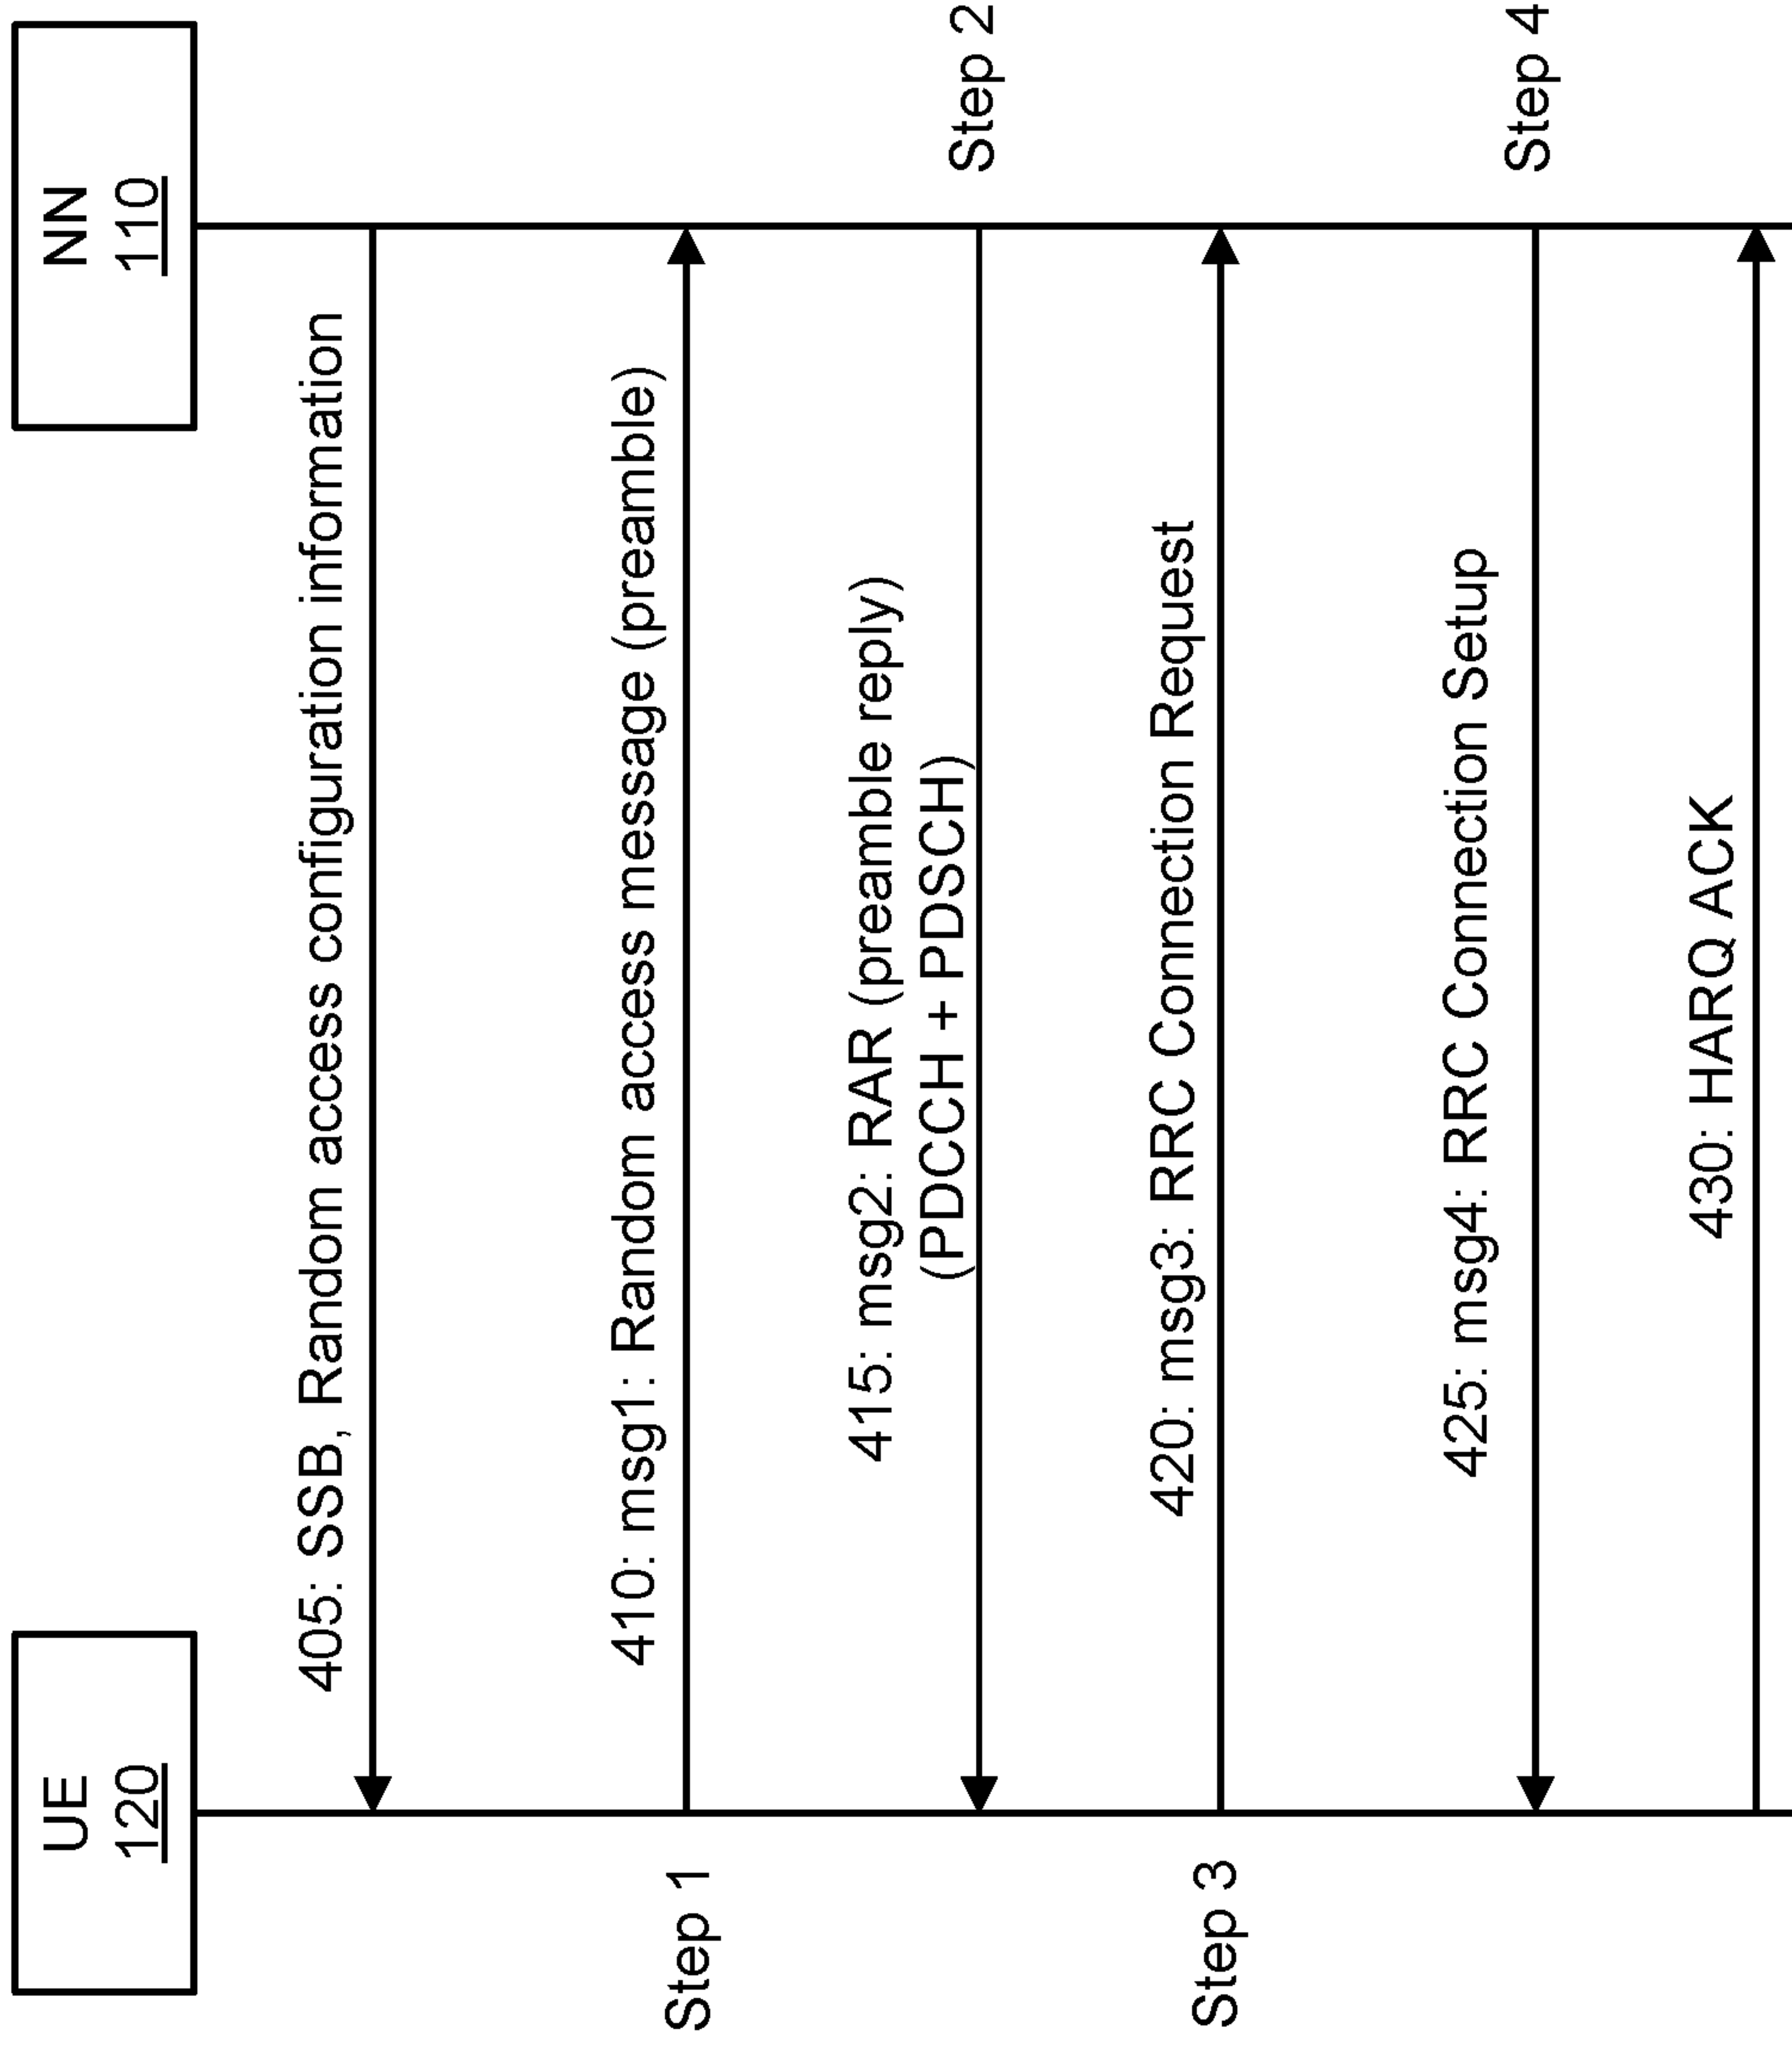 UE
120
NN
110
405: SSB, Random access configuration information
410: msg1: Random access message (preamble)
Step 1
415: msg2: RAR (preamble reply)
(PDCCH + PDSCH)
Step 2
420: msg3: RRC Connection Request
Step 3
425: msg4: RRC Connection Setup
Step 4
430: HARQ ACK